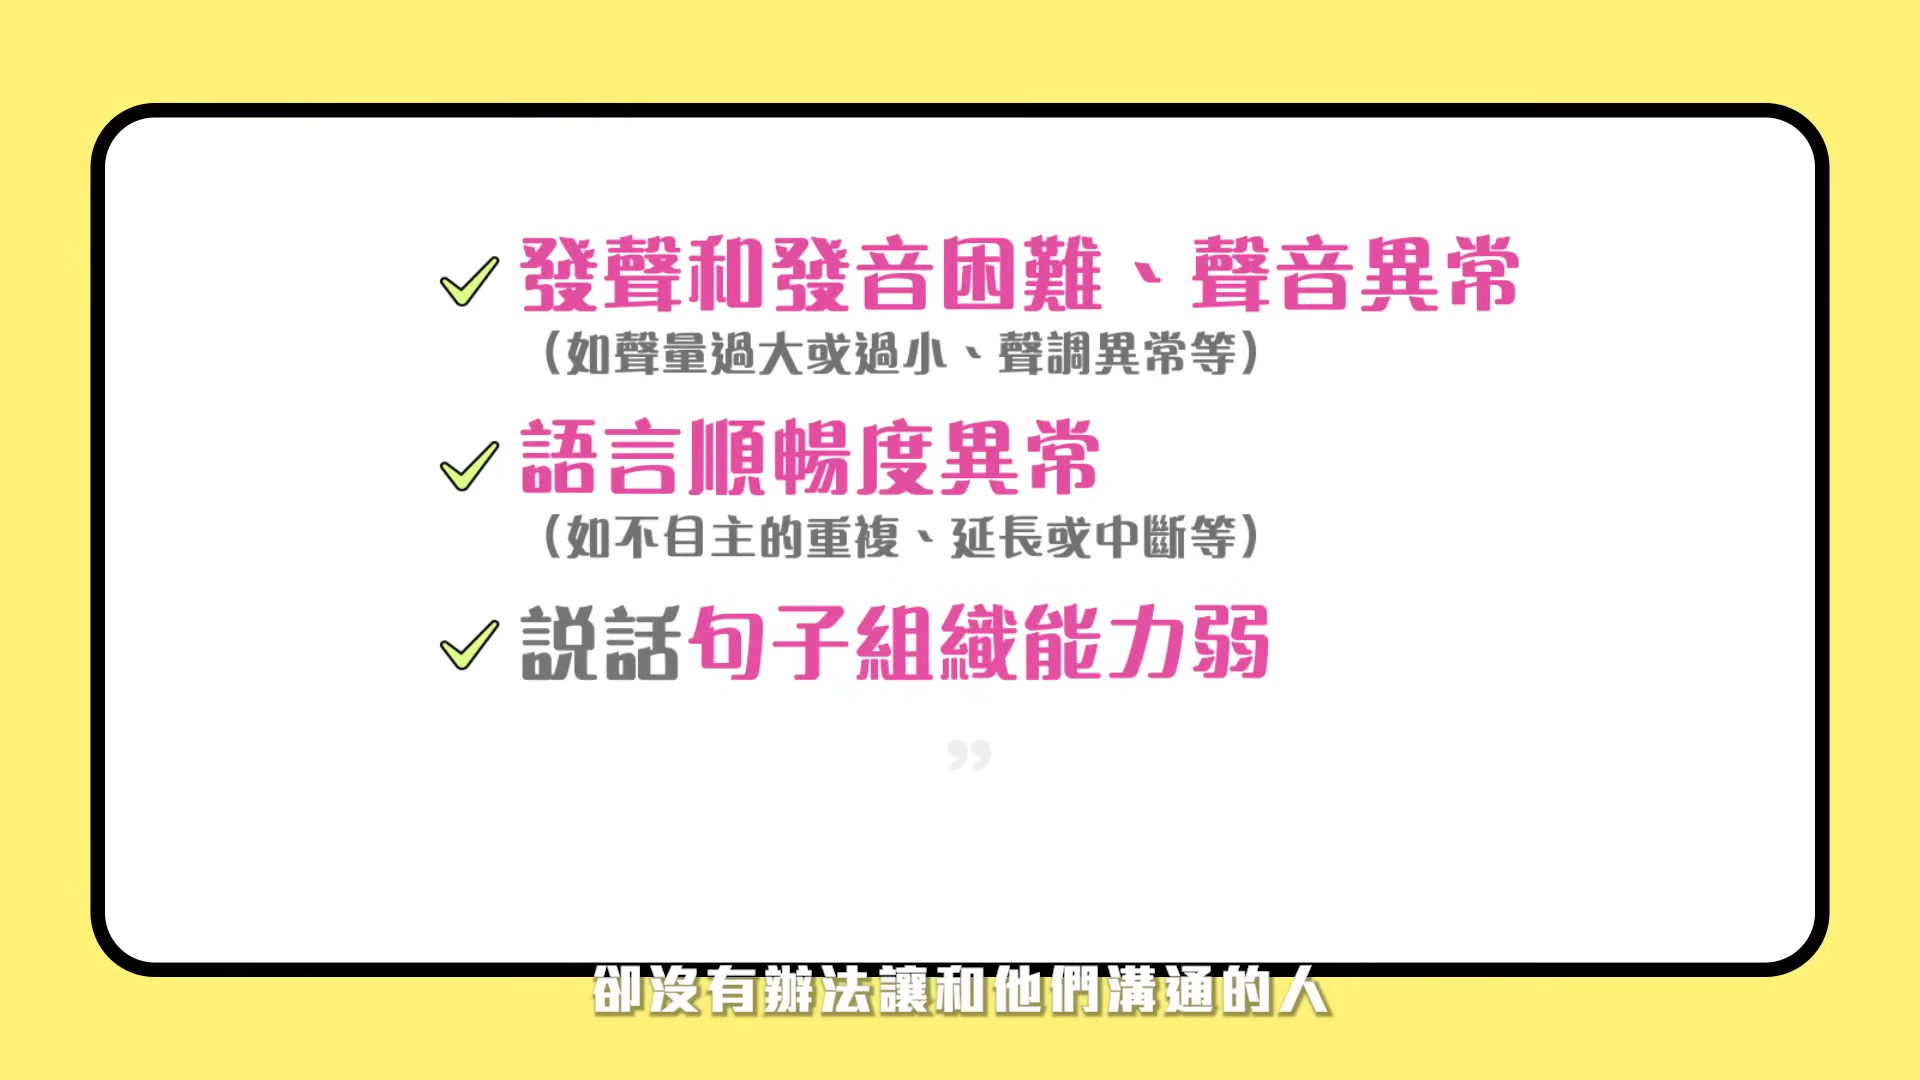 發聲和發音困難、聲音異常
（如聲量過大或過小、聲調異常等）
語言順暢度異常
（如不自主的重複、延長或中斷等）
説話句子組織能力弱
”
卻沒有辦法讓和他們溝通的人